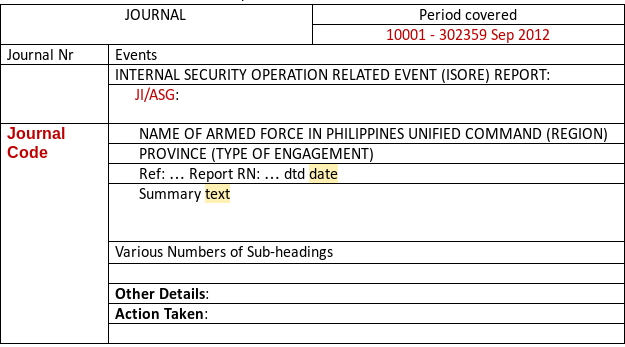 JOURNAL
Period covered
10001 - 302359 Sep 2012
Journal Nr
Events
INTERNAL SECURITY OPERATION RELATED EVENT (ISORE) REPORT:
JI/ASG:
Journal
Code
NAME OF ARMED FORCE IN PHILIPPINES UNIFIED COMMAND (REGION)
PROVINCE (TYPE OF ENGAGEMENT)
Ref: … Report RN: … dtd date
Summary text
Various Numbers of Sub-headings
Other Details:
Action Taken: